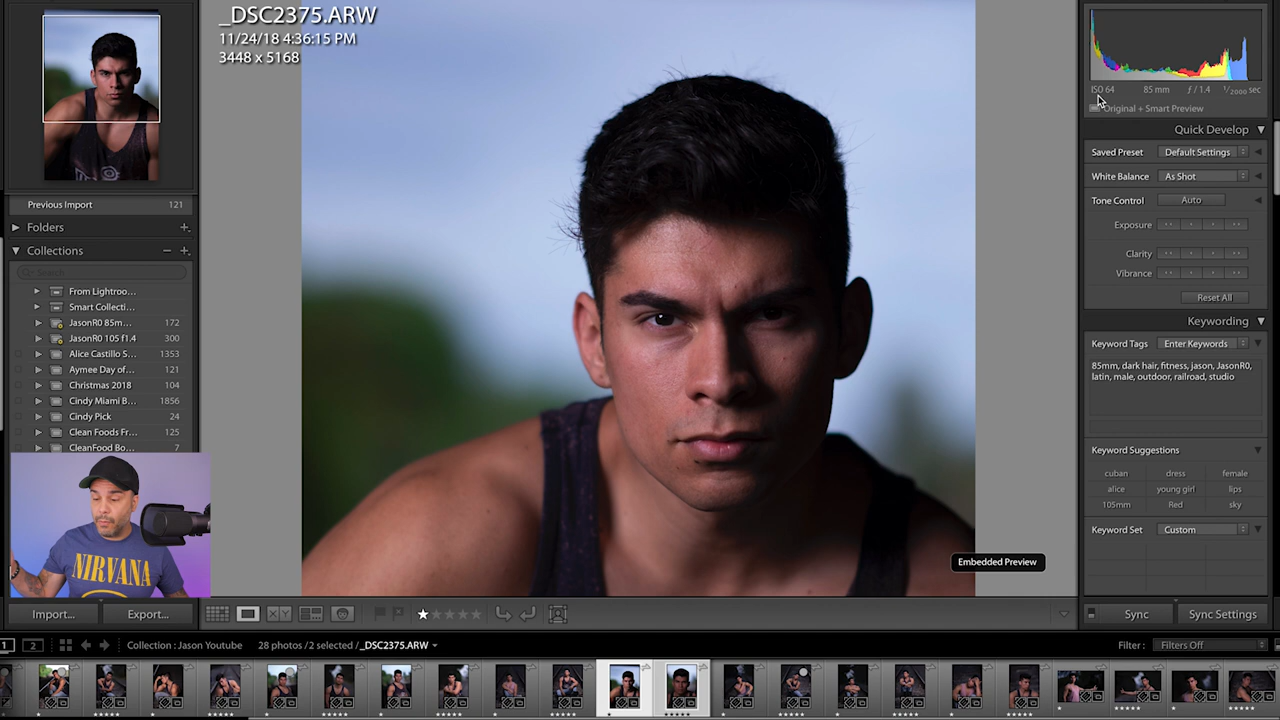 _DSC2375.ARW
11/24/18 4:36:15 PM
3448 x 5168
Previous Import 121
Folders
Collections
Search
From Lightroo...
Smart Collecti...
JasonR0 85m... 172
JasonR0 105 f1.4 300
Alice Castillo S... 1353
Aymee Day of... 121
Christmas 2018 104
Cindy Miami B... 1856
Cindy Pick 24
Clean Foods Fr... 125
CleanFood Bo... 7
NIRVANA
Import...
Export...
Embedded Preview
ISO 64 85 mm ƒ / 1.4 1/2000 sec
Original + Smart Preview
Quick Develop
Saved Preset Default Settings
White Balance As Shot
Tone Control Auto
Exposure
Clarity
Vibrance
Reset All
Keywording
Keyword Tags Enter Keywords
85mm, dark hair, fitness, jason, JasonR0,
latin, male, outdoor, railroad, studio
Keyword Suggestions
cuban dress female
alice young girl lips
105mm Red sky
Keyword Set Custom
Sync Sync Settings
X Y
1 2 Collection : Jason Youtube 28 photos /2 selected /_DSC2375.ARW
Filter : Filters Off